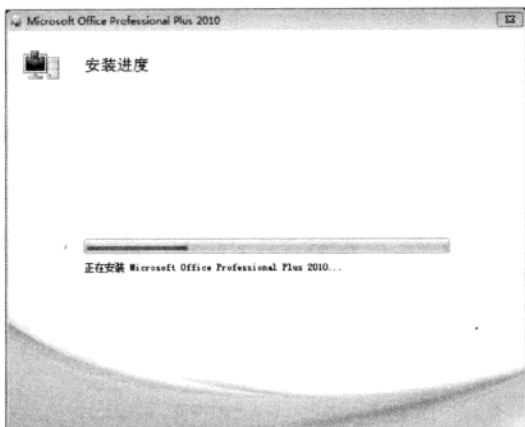 Microsoft Office Professional Plus 2010
安装进度
正在安装 Microsoft Office Professional Plus 2010...